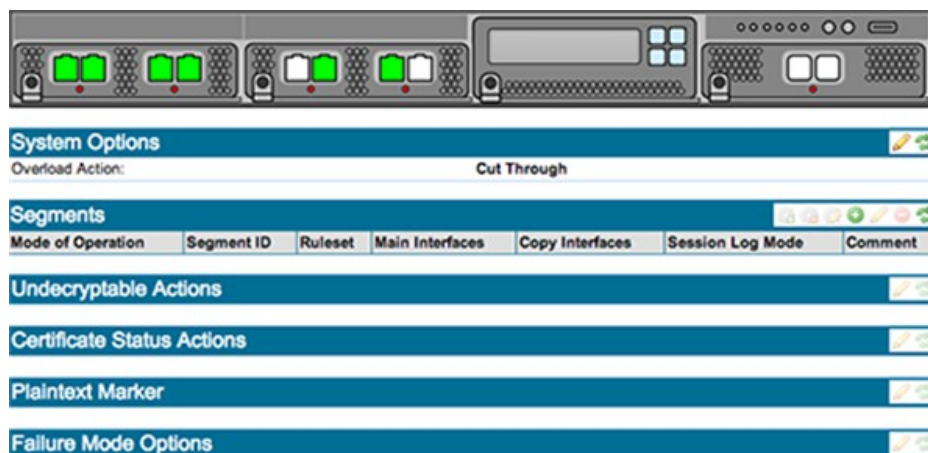 System Options
Overload Action: Cut Through
Segments
Mode of Operation Segment ID Ruleset Main Interfaces Copy Interfaces Session Log Mode Comment
Undecryptable Actions
Certificate Status Actions
Plaintext Marker
Failure Mode Options